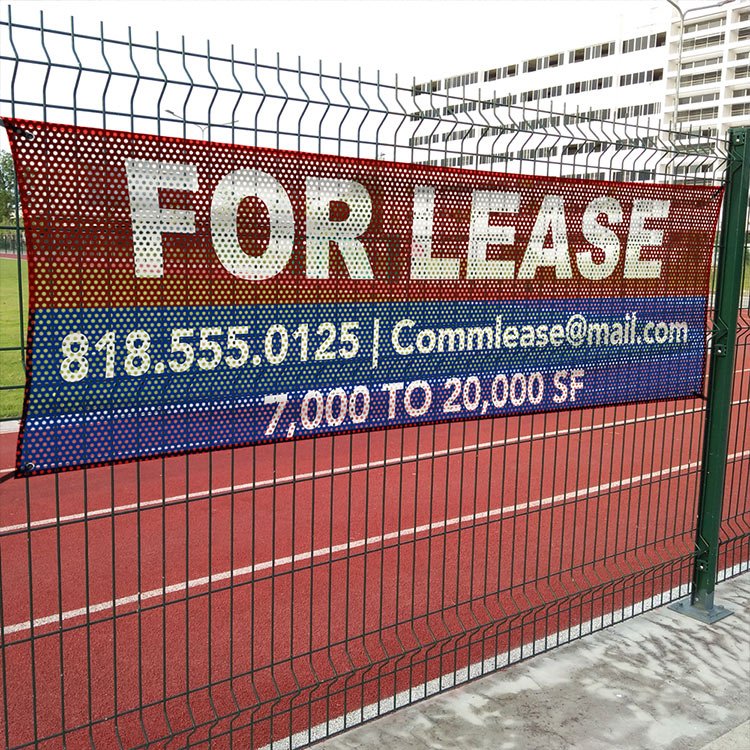 FOR LEASE
818.555.0125 | Commlease@mail.com
7,000 TO 20,000 SF